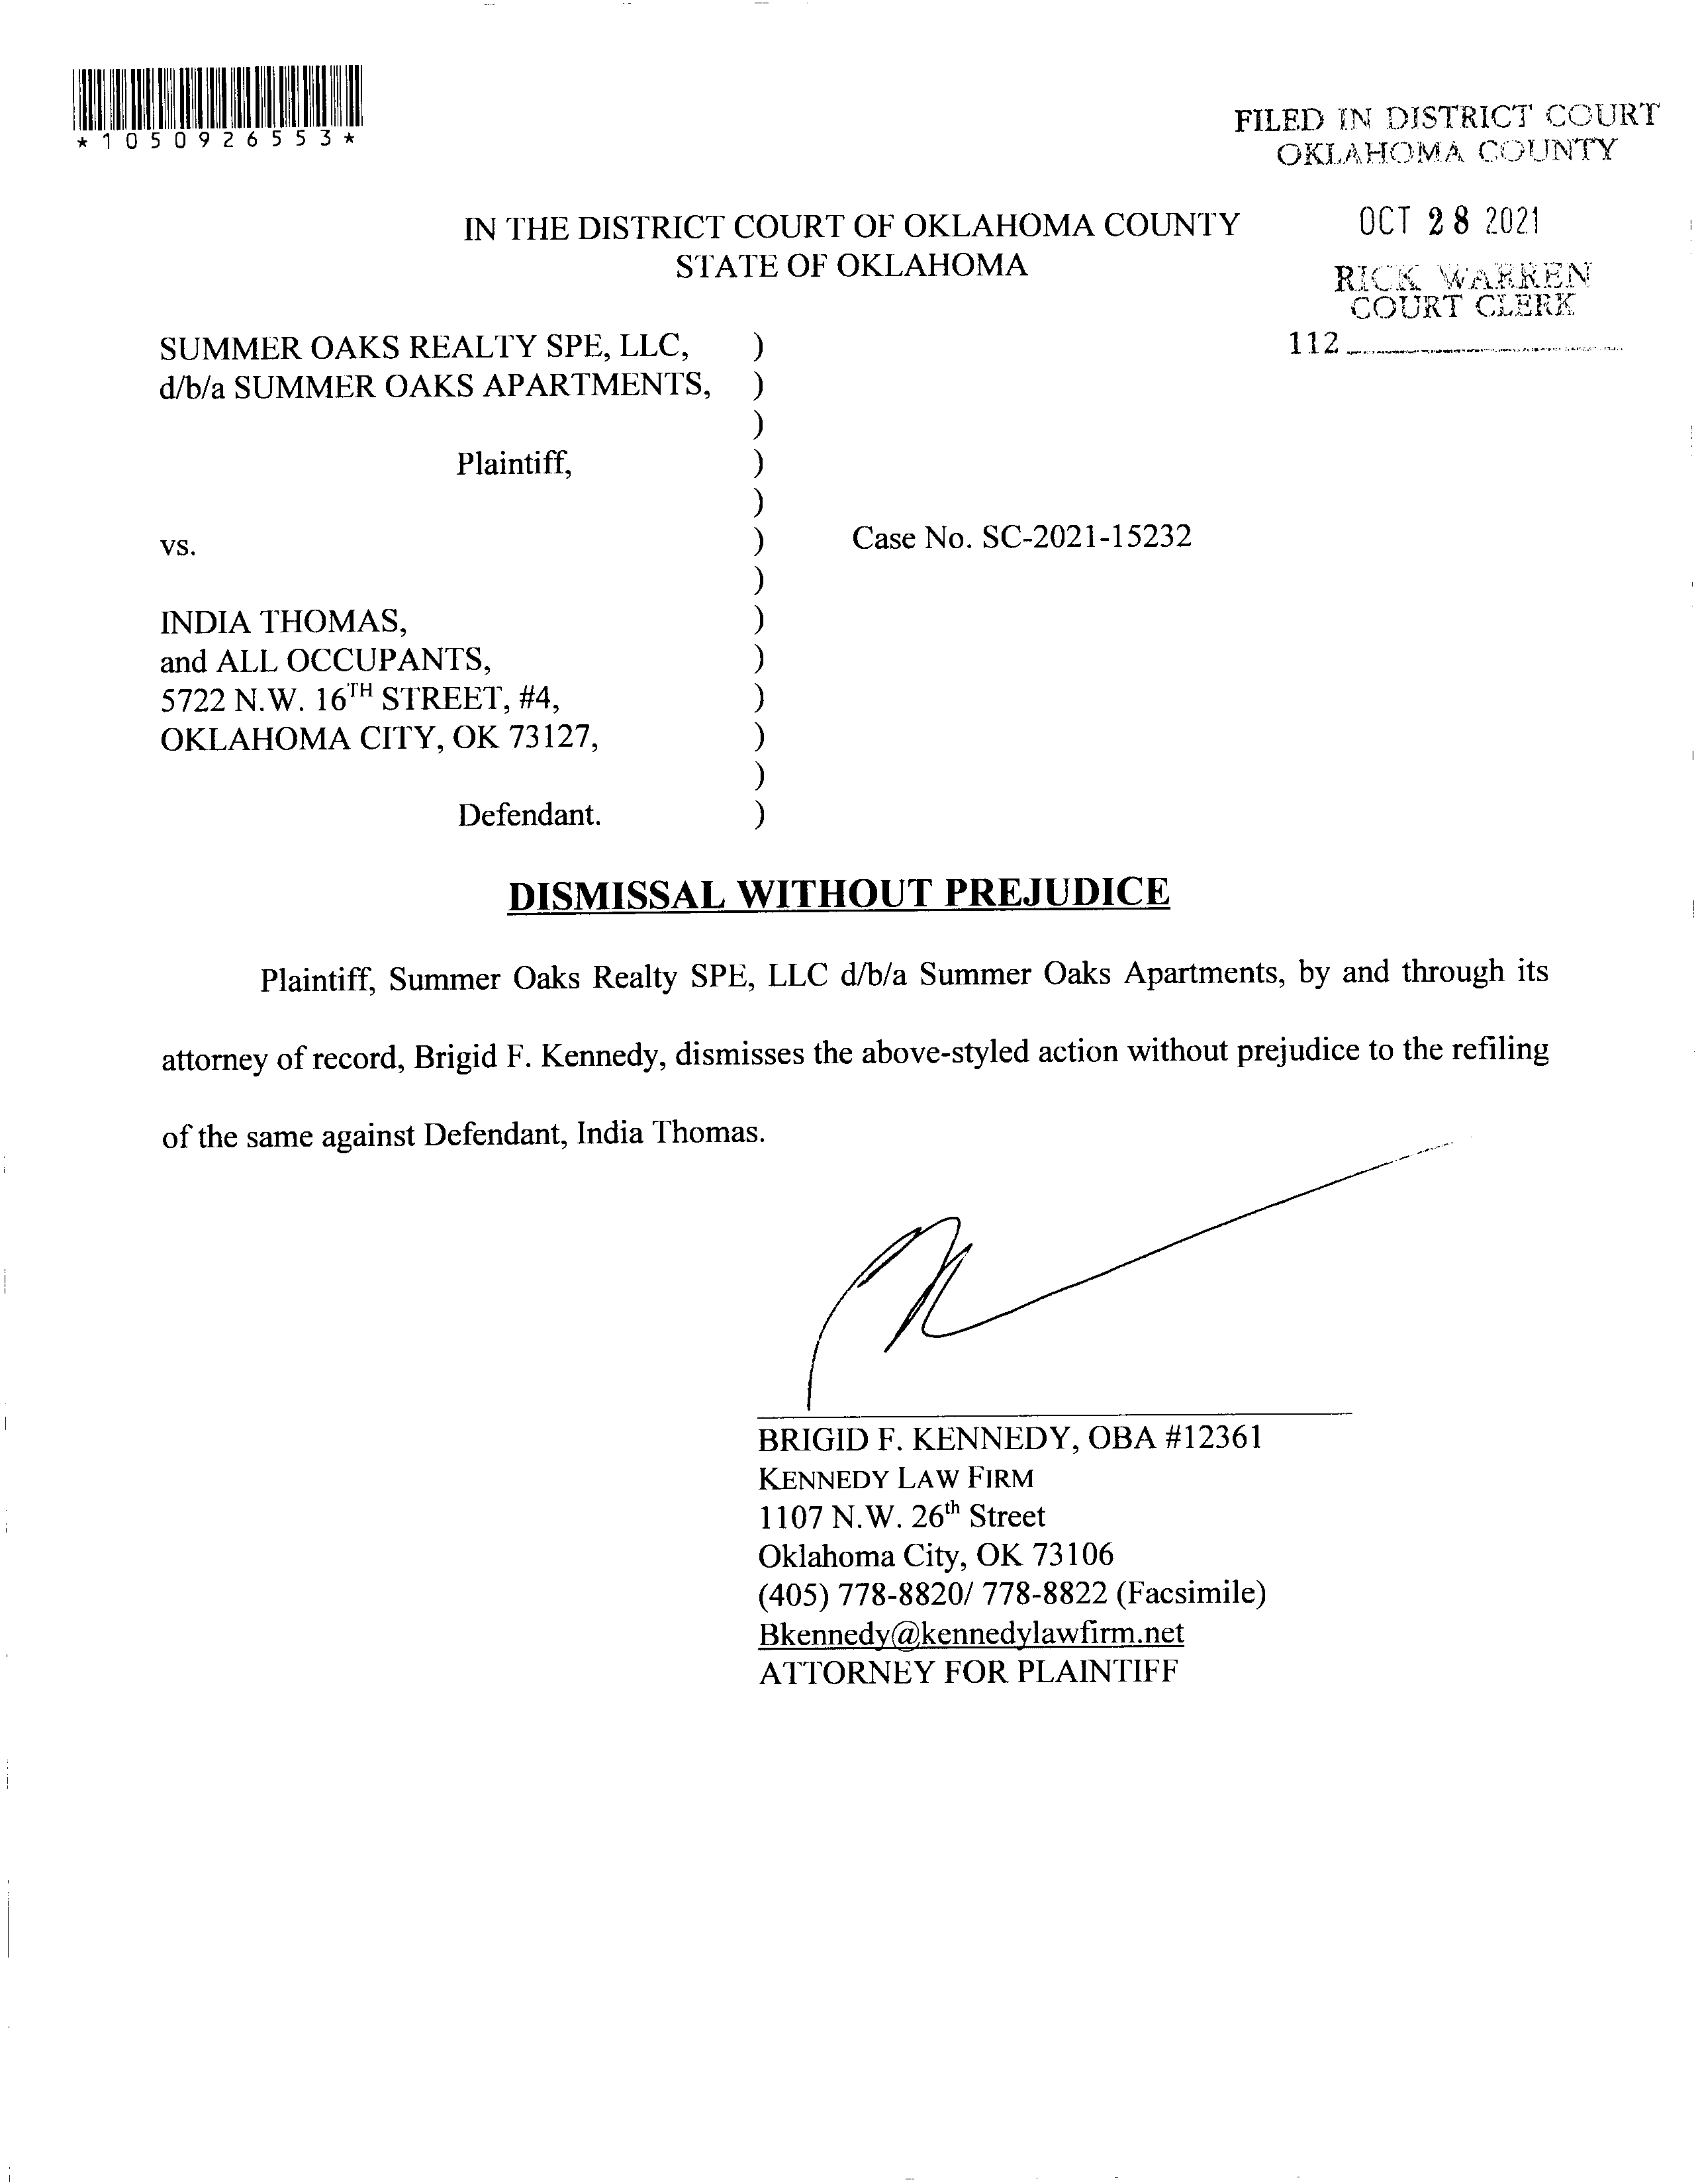 *1050926553*
FILED IN DISTRICT COURT
OKLAHOMA COUNTY
OCT 28 2021
RICK WARREN
COURT CLERK
112
IN THE DISTRICT COURT OF OKLAHOMA COUNTY
STATE OF OKLAHOMA
SUMMER OAKS REALTY SPE, LLC, )
d/b/a SUMMER OAKS APARTMENTS, )
)
Plaintiff, )
)
vs. ) Case No. SC-2021-15232
)
INDIA THOMAS, )
and ALL OCCUPANTS, )
5722 N.W. 16TH STREET, #4, )
OKLAHOMA CITY, OK 73127, )
)
Defendant. )
DISMISSAL WITHOUT PREJUDICE
Plaintiff, Summer Oaks Realty SPE, LLC d/b/a Summer Oaks Apartments, by and through its
attorney of record, Brigid F. Kennedy, dismisses the above-styled action without prejudice to the refiling
of the same against Defendant, India Thomas.
BRIGID F. KENNEDY, OBA #12361
KENNEDY LAW FIRM
1107 N.W. 26th Street
Oklahoma City, OK 73106
(405) 778-8820/ 778-8822 (Facsimile)
Bkennedy@kennedylawfirm.net
ATTORNEY FOR PLAINTIFF